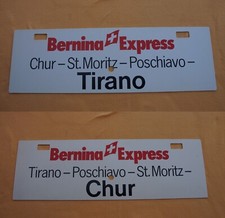 Bernina Express
Chur – St. Moritz – Poschiavo –
Tirano
Bernina Express
Tirano – Poschiavo – St. Moritz –
Chur